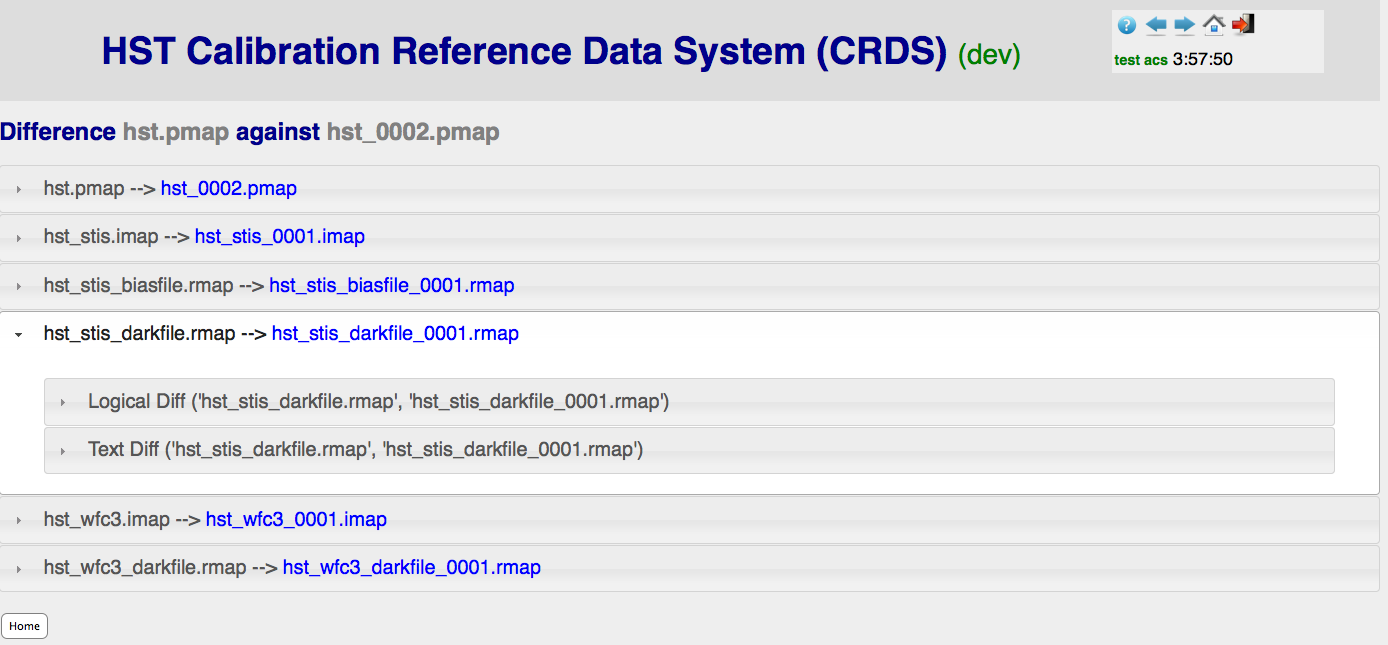 HST Calibration Reference Data System (CRDS) (dev)
?
test acs 3:57:50
Difference hst.pmap against hst_0002.pmap
hst.pmap --> hst_0002.pmap
hst_stis.imap --> hst_stis_0001.imap
hst_stis_biasfile.rmap --> hst_stis_biasfile_0001.rmap
hst_stis_darkfile.rmap --> hst_stis_darkfile_0001.rmap
Logical Diff ('hst_stis_darkfile.rmap', 'hst_stis_darkfile_0001.rmap')
Text Diff ('hst_stis_darkfile.rmap', 'hst_stis_darkfile_0001.rmap')
hst_wfc3.imap --> hst_wfc3_0001.imap
hst_wfc3_darkfile.rmap --> hst_wfc3_darkfile_0001.rmap
Home